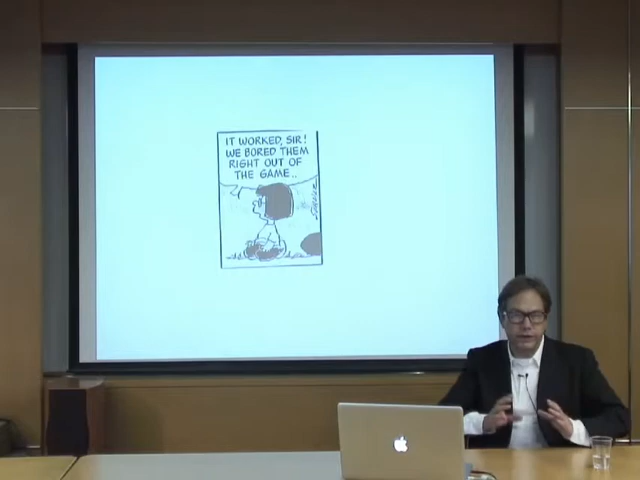 IT WORKED, SIR!
WE BORED THEM
RIGHT OUT OF
THE GAME..